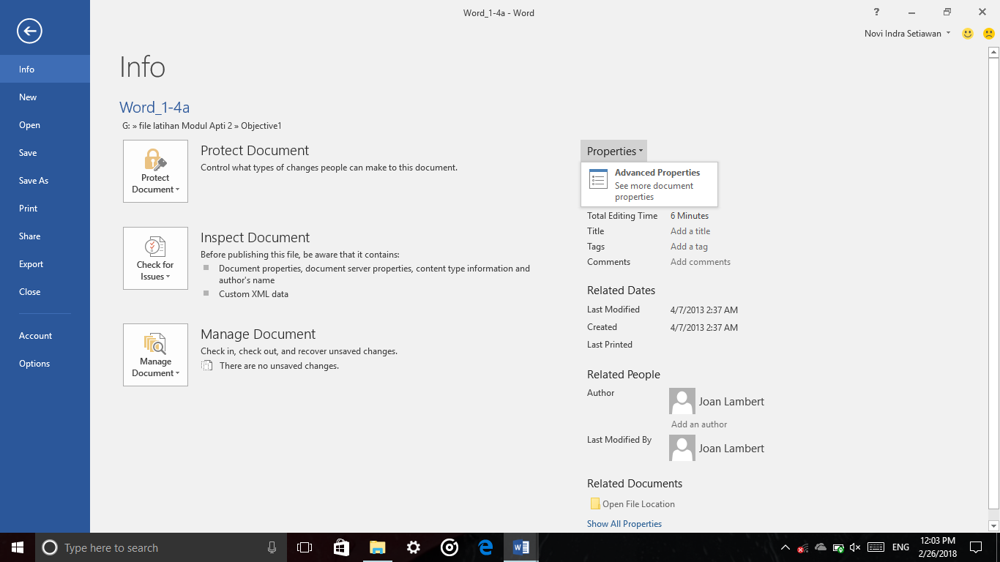 Word_1-4a - Word
?
Novi Indra Setiawan
Info
New
Open
Save
Save As
Print
Share
Export
Close
Account
Options
Info
Word_1-4a
G: » file latihan Modul Apti 2 » Objective1
Protect
Document
Protect Document
Control what types of changes people can make to this document.
Check for
Issues
Inspect Document
Before publishing this file, be aware that it contains:
Document properties, document server properties, content type information and
author's name
Custom XML data
Manage
Document
Manage Document
Check in, check out, and recover unsaved changes.
There are no unsaved changes.
Properties
Advanced Properties
See more document
properties
Total Editing Time 6 Minutes
Title Add a title
Tags Add a tag
Comments Add comments
Related Dates
Last Modified 4/7/2013 2:37 AM
Created 4/7/2013 2:37 AM
Last Printed
Related People
Author Joan Lambert
Add an author
Last Modified By Joan Lambert
Related Documents
Open File Location
Show All Properties
Type here to search
ENG
12:03 PM
2/26/2018